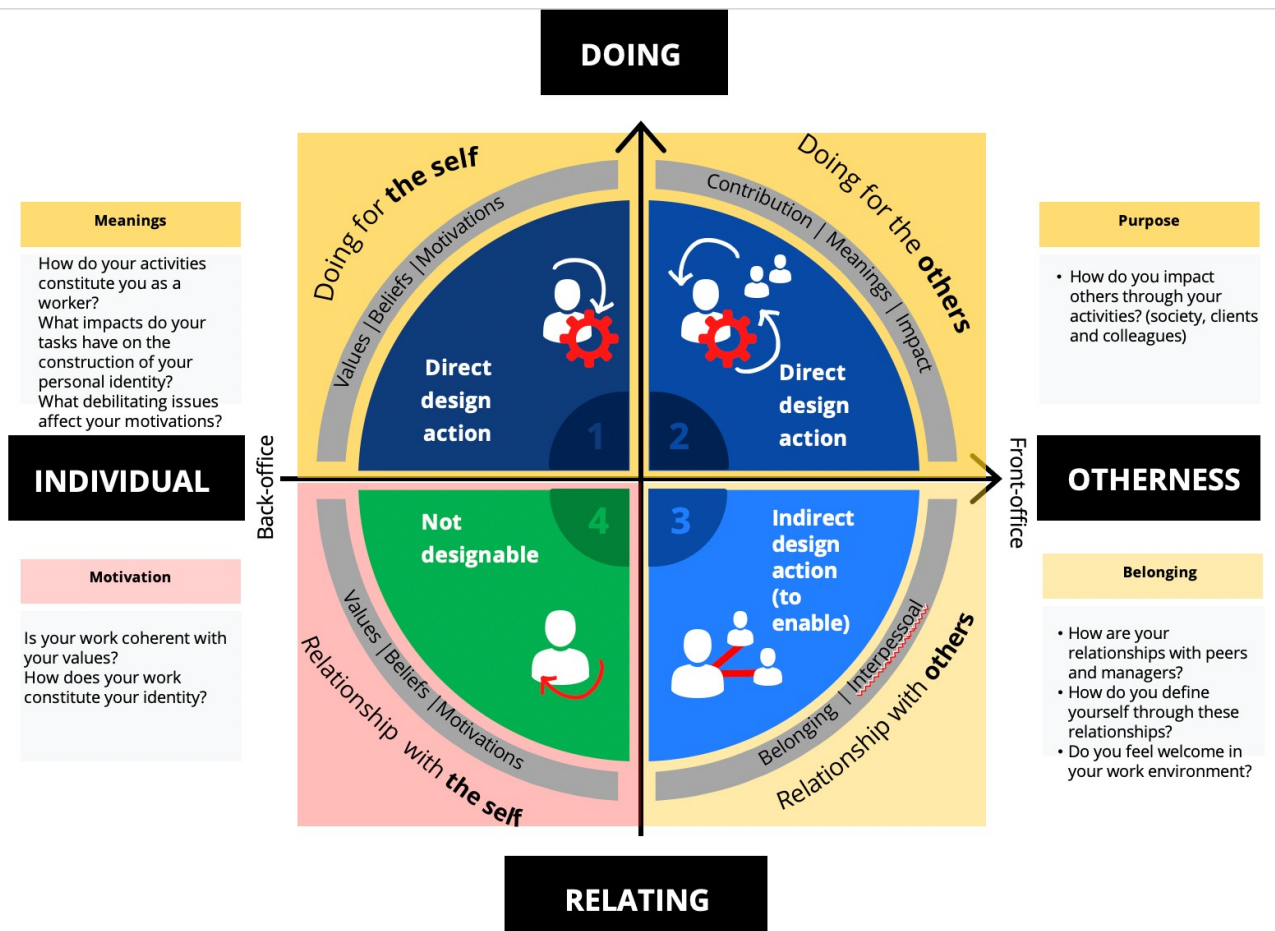 DOING
Doing for the self
Values |Beliefs |Motivations
Doing for the others
Contribution | Meanings | Impact
Meanings
How do your activities
constitute you as a
worker?
What impacts do your
tasks have on the
construction of your
personal identity?
What debilitating issues
affect your motivations?
Purpose
• How do you impact
others through your
activities? (society, clients
and colleagues)
Direct
design
action
1
Direct
design
action
2
INDIVIDUAL
Back-office
Front-office
OTHERNESS
Not
designable
4
Indirect
design
action
(to
enable)
3
Motivation
Is your work coherent with
your values?
How does your work
constitute your identity?
Values |Beliefs |Motivations
Relationship with the self
Belonging | Interpessoal
Relationship with others
Belonging
• How are your
relationships with peers
and managers?
• How do you define
yourself through these
relationships?
• Do you feel welcome in
your work environment?
RELATING